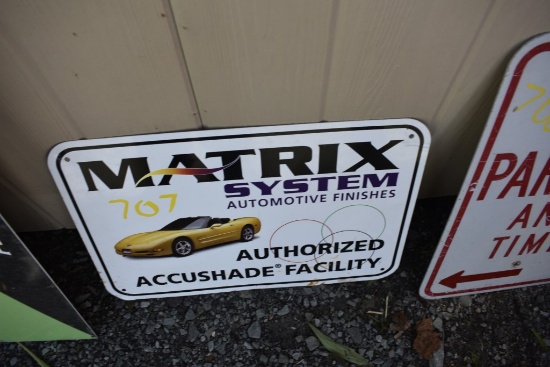 MATRIX
SYSTEM
AUTOMOTIVE FINISHES
707
AUTHORIZED
ACCUSHADE® FACILITY